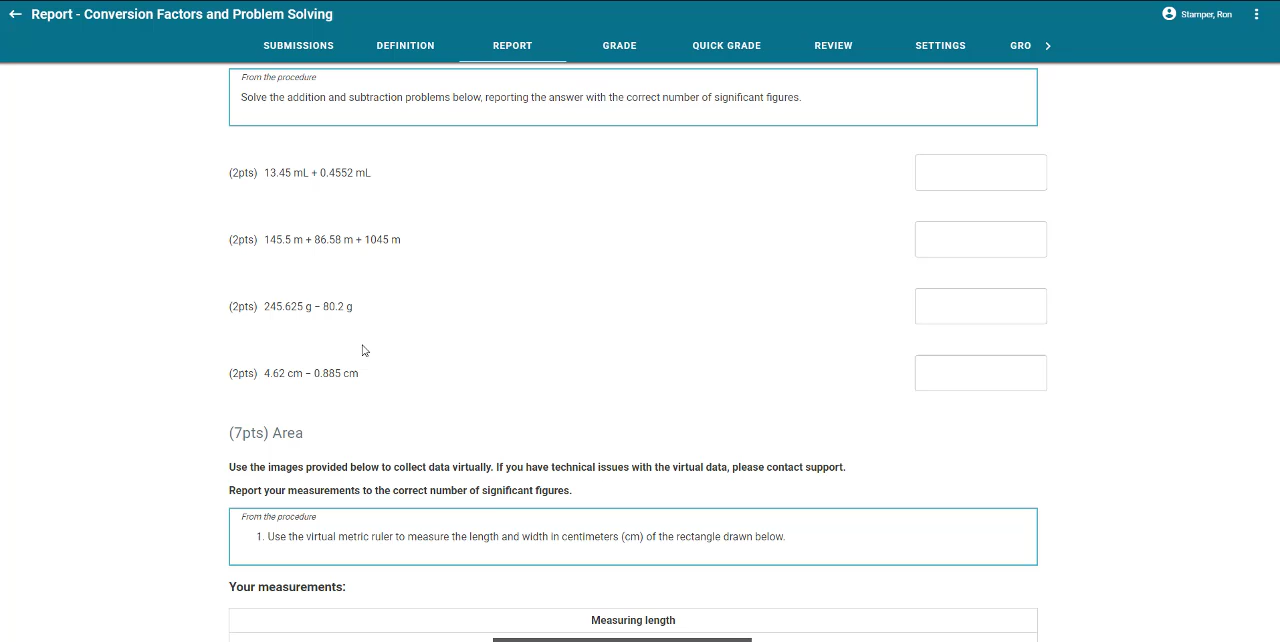 Report - Conversion Factors and Problem Solving
Stamper, Ron
SUBMISSIONS DEFINITION REPORT GRADE QUICK GRADE REVIEW SETTINGS GRO
From the procedure
Solve the addition and subtraction problems below, reporting the answer with the correct number of significant figures.
(2pts) 13.45 mL + 0.4552 mL
(2pts) 145.5 m + 86.58 m + 1045 m
(2pts) 245.625 g − 80.2 g
(2pts) 4.62 cm − 0.885 cm
(7pts) Area
Use the images provided below to collect data virtually. If you have technical issues with the virtual data, please contact support.
Report your measurements to the correct number of significant figures.
From the procedure
1. Use the virtual metric ruler to measure the length and width in centimeters (cm) of the rectangle drawn below.
Your measurements:
Measuring length